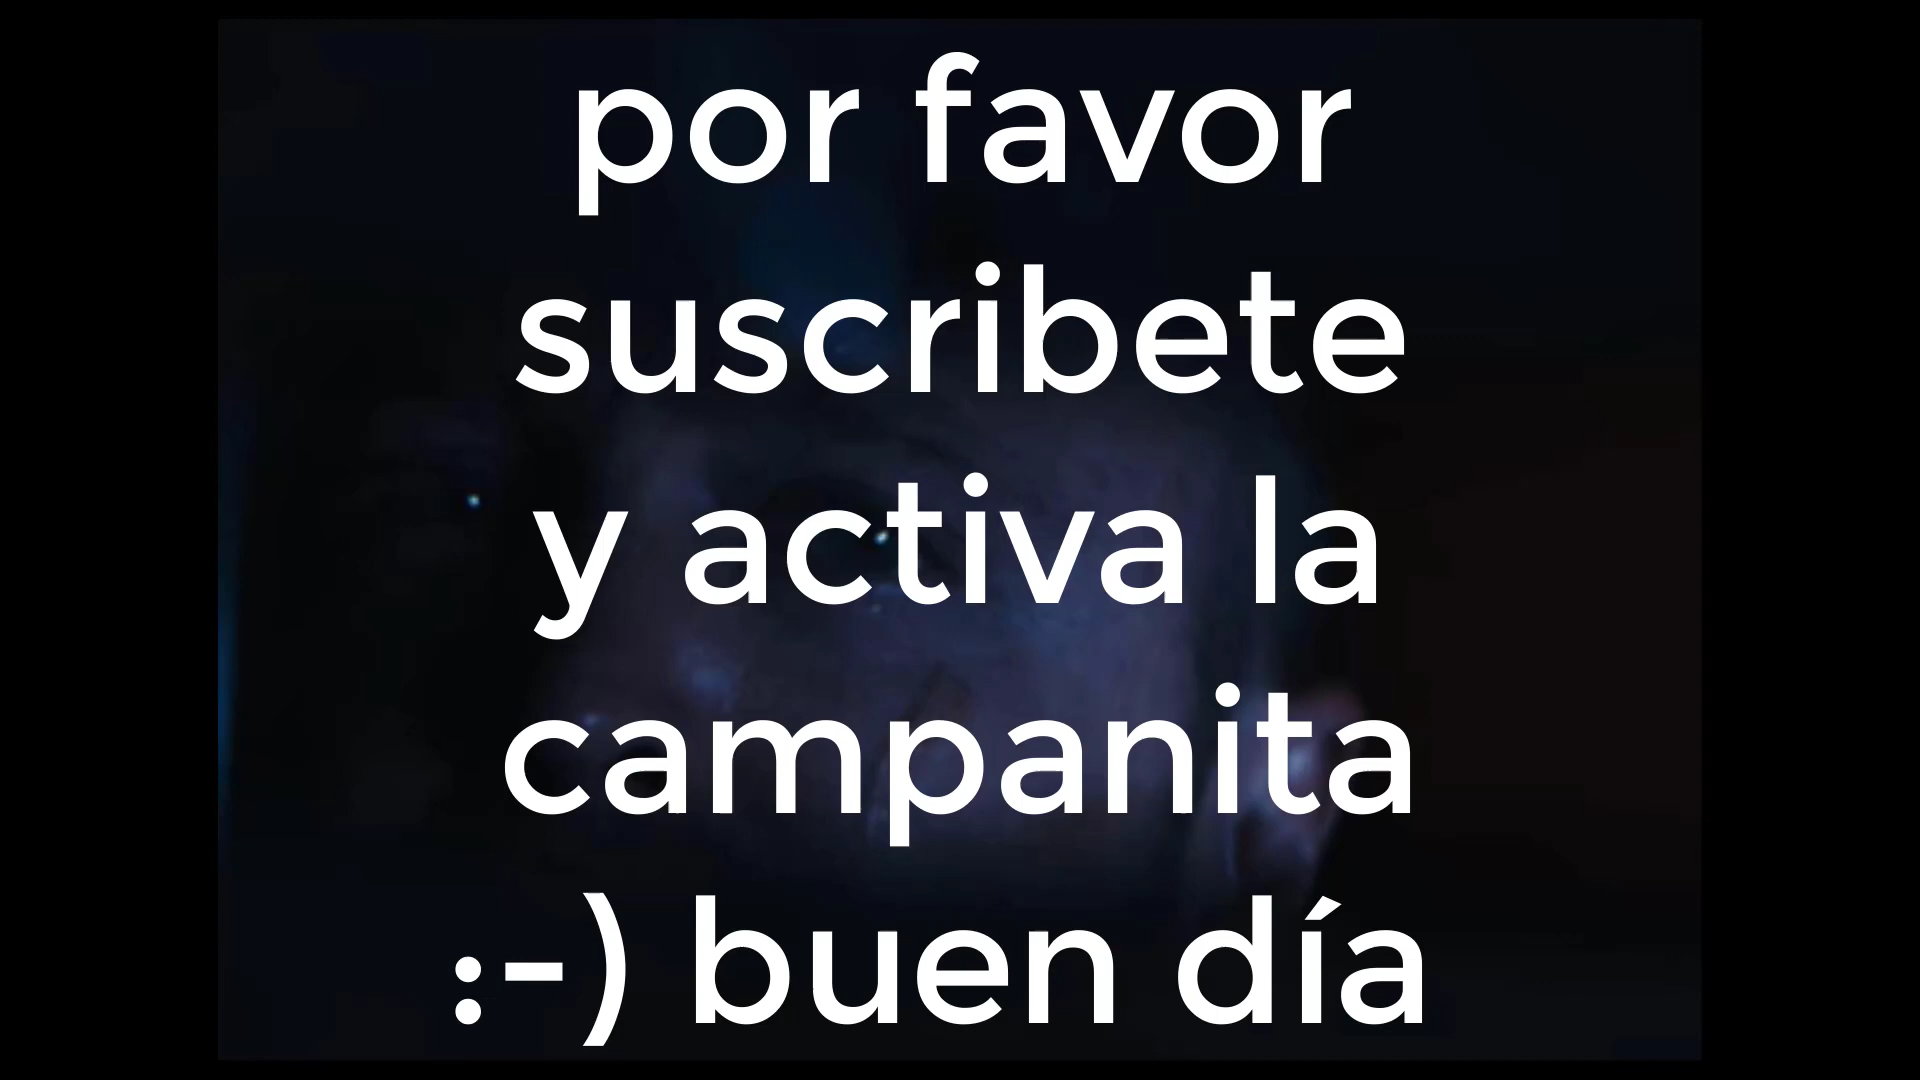 por favor
suscribete
y activa la
campanita
:-) buen día